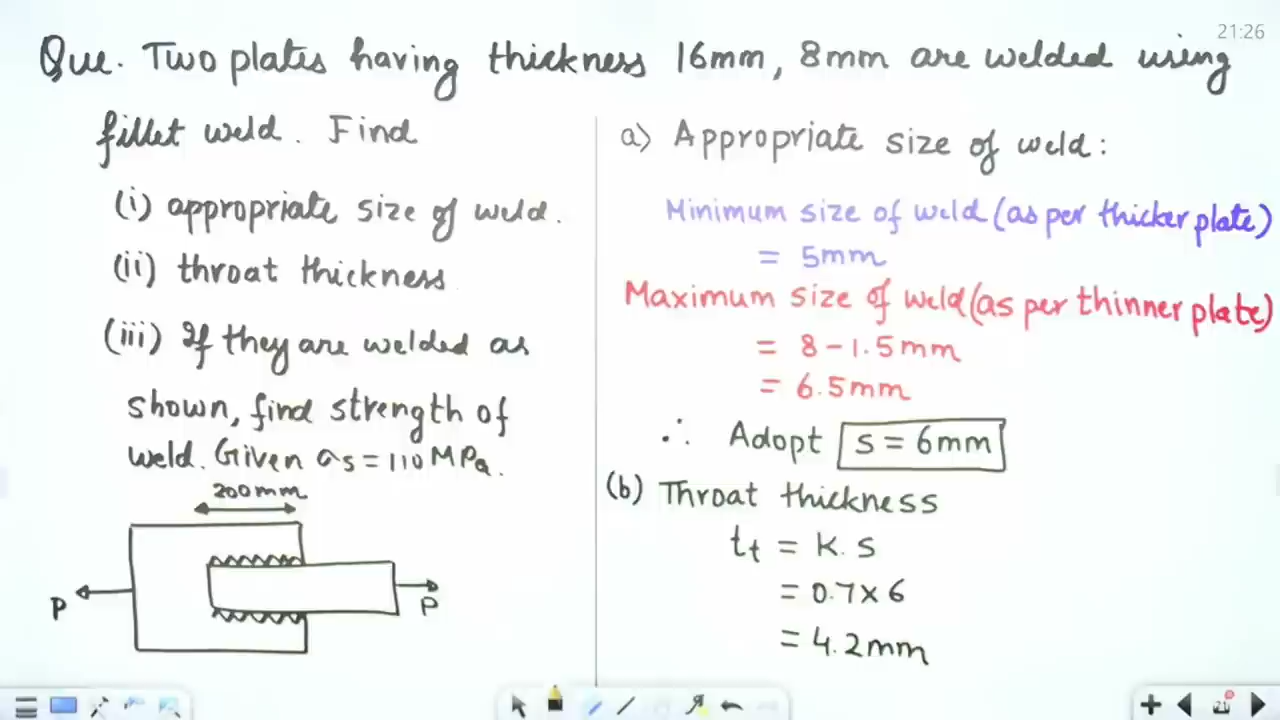 21:26
Que. Two plates having thickness 16mm, 8mm are welded using
fillet weld. Find
(i) appropriate size of weld.
(ii) throat thickness
(iii) If they are welded as
shown, find strength of
weld. Given as = 110 MPa.
200mm
P
P
a) Appropriate size of weld:
Minimum size of weld (as per thicker plate)
= 5mm
Maximum size of weld (as per thinner plate)
= 8 - 1.5mm
= 6.5mm
∴ Adopt s = 6mm
(b) Throat thickness
tt = K. S
= 0.7 x 6
= 4.2mm
21